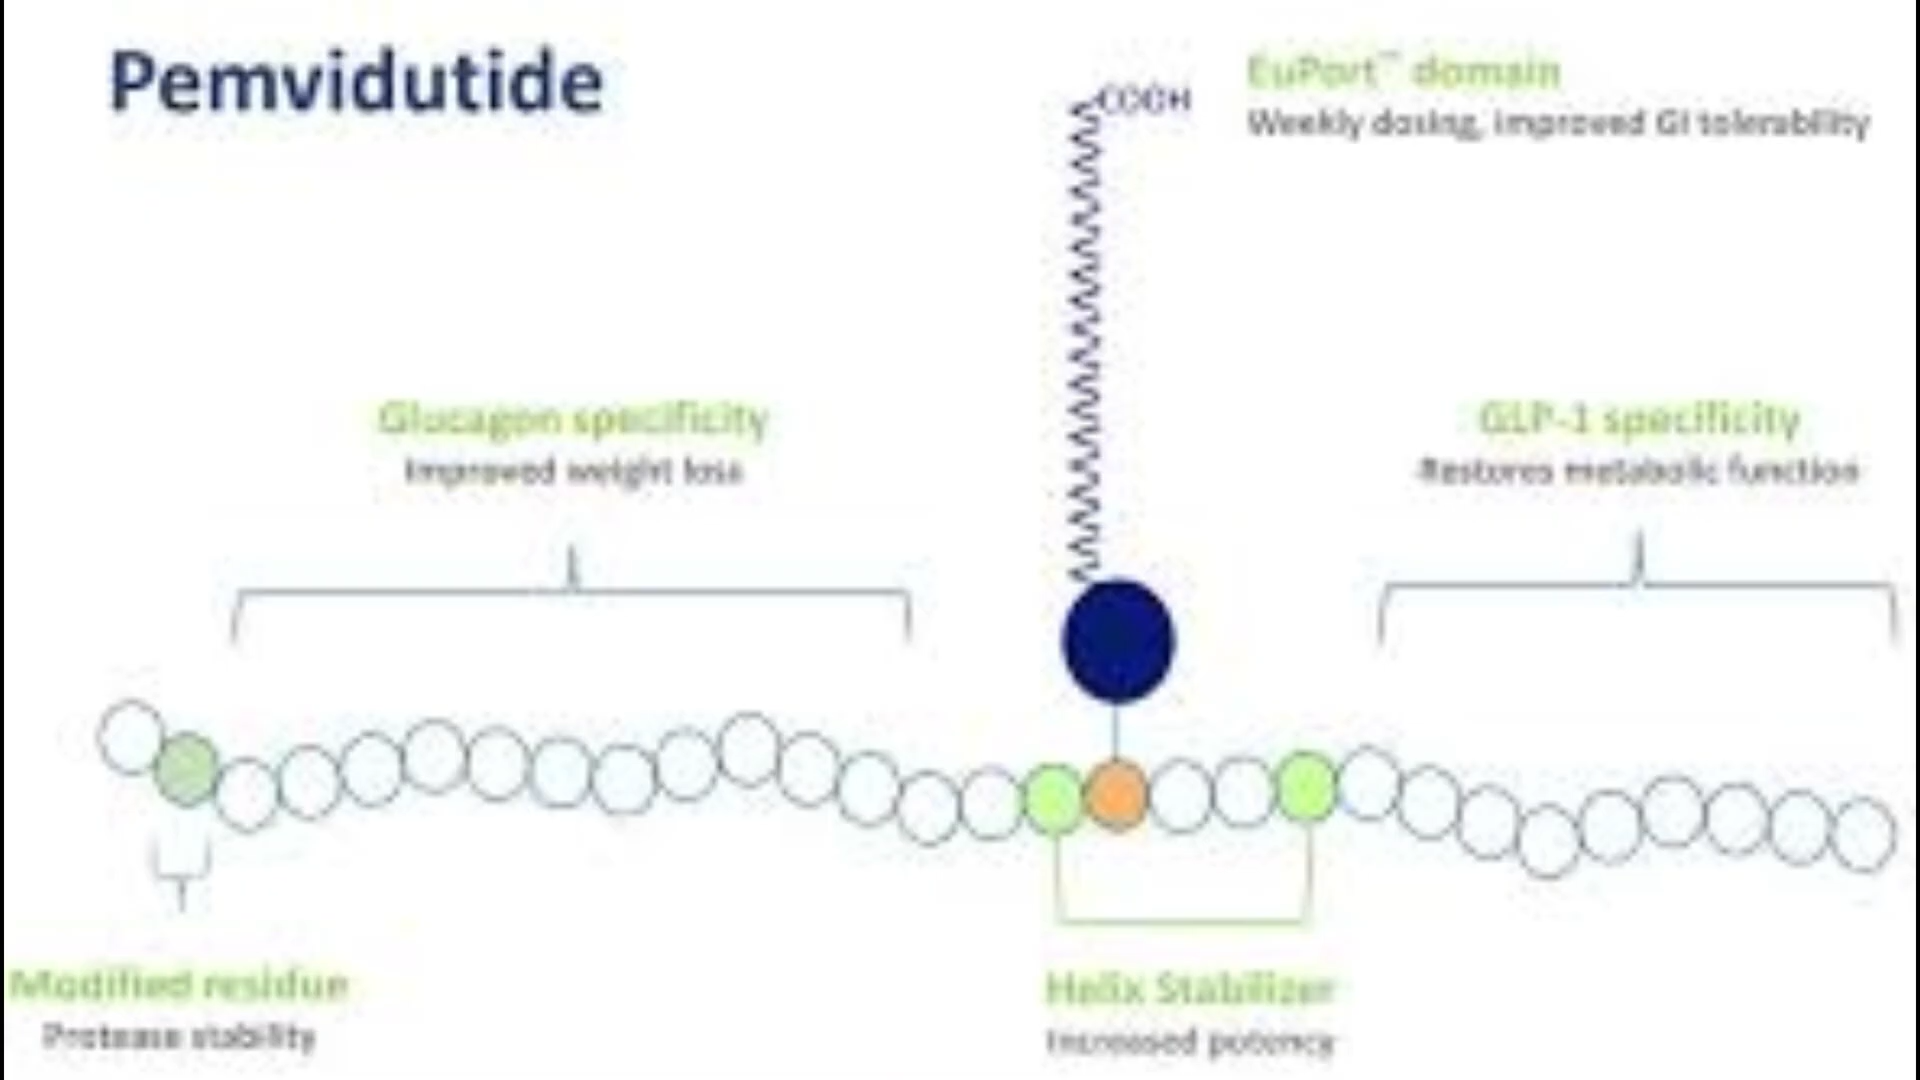 Pemvidutide
COOH
EuPort™ domain
Weekly dosing, improved GI tolerability
Glucagon specificity
Improved weight loss
GLP-1 specificity
Restores metabolic function
Modified residue
Protease stability
Helix Stabilizer
Increased potency